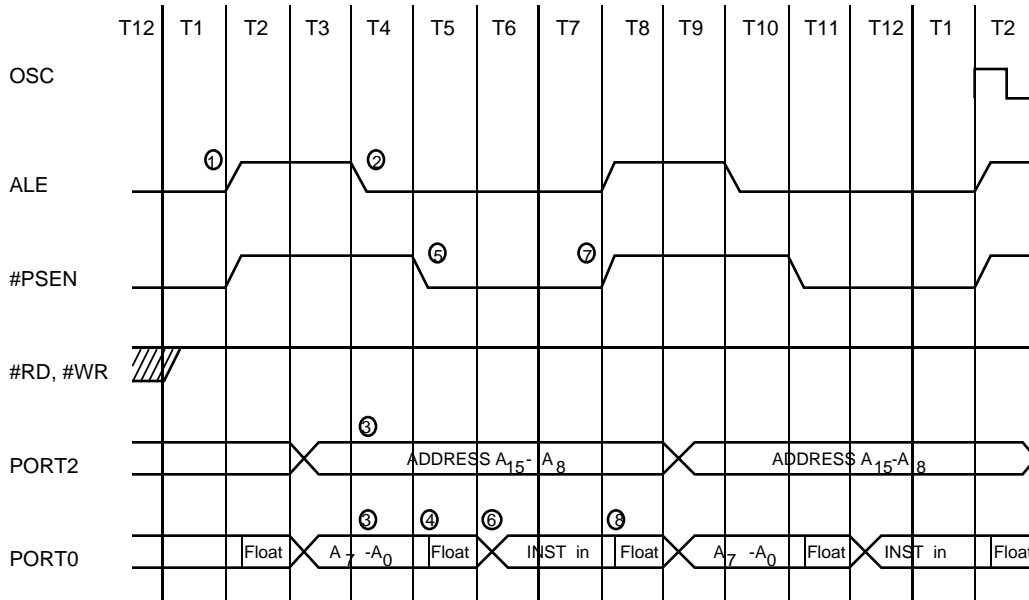 T12 T1 T2 T3 T4 T5 T6 T7 T8 T9 T10 T11 T12 T1 T2
OSC
1 2
ALE
5 7
#PSEN
#RD, #WR
3
PORT2 ADDRESS A15- A8 ADDRESS A15-A8
3 4 6 8
PORT0 Float A7 -A0 Float INST in Float A7 -A0 Float INST in Float